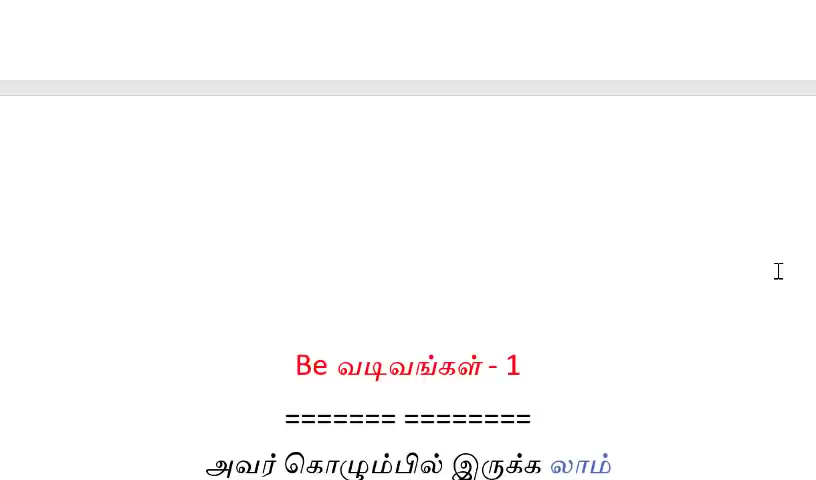 Be வடிவங்கள் - 1
======= ========
அவர் கொழும்பில் இருக்க லாம்